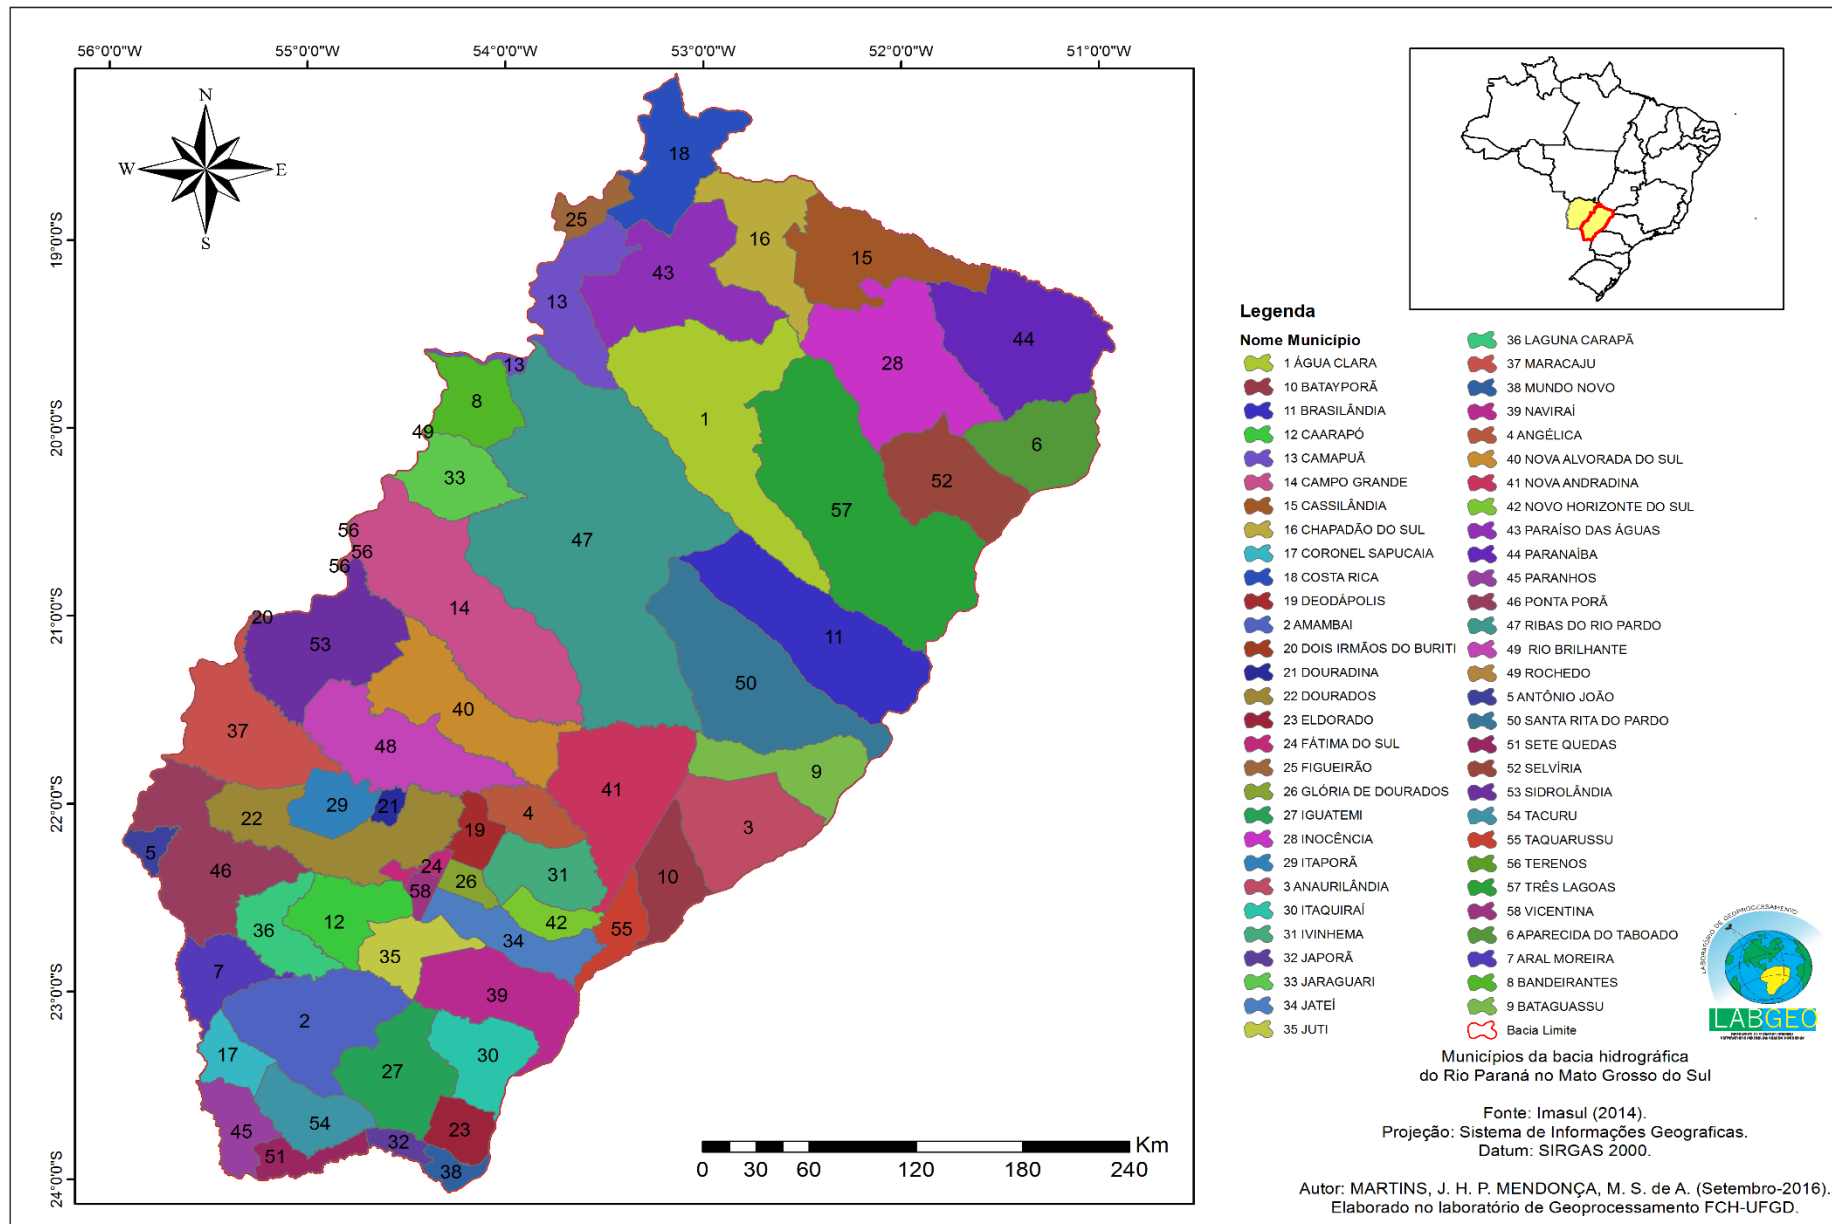 56°0'0"W
55°0'0"W
54°0'0"W
53°0'0"W
52°0'0"W
51°0'0"W
N
W
E
S
19°0'0"S
20°0'0"S
21°0'0"S
22°0'0"S
23°0'0"S
24°0'0"S
18
25
16
15
43
13
44
28
13
8
1
49
6
33
52
57
47
56
56
56
14
20
11
53
50
40
37
48
9
29
21
41
22
4
3
19
5
24
46
31
10
26
58
12
42
36
55
34
35
7
39
2
17
30
27
54
45
23
32
51
38
Km
0 30 60 120 180 240
Legenda
Nome Município
1 ÁGUA CLARA
10 BATAYPORÃ
11 BRASILÂNDIA
12 CAARAPÓ
13 CAMAPUÃ
14 CAMPO GRANDE
15 CASSILÂNDIA
16 CHAPADÃO DO SUL
17 CORONEL SAPUCAIA
18 COSTA RICA
19 DEODÁPOLIS
2 AMAMBAI
20 DOIS IRMÃOS DO BURITI
21 DOURADINA
22 DOURADOS
23 ELDORADO
24 FÁTIMA DO SUL
25 FIGUEIRÃO
26 GLÓRIA DE DOURADOS
27 IGUATEMI
28 INOCÊNCIA
29 ITAPORÃ
3 ANAURILÂNDIA
30 ITAQUIRAÍ
31 IVINHEMA
32 JAPORÃ
33 JARAGUARI
34 JATEÍ
35 JUTI
36 LAGUNA CARAPÃ
37 MARACAJU
38 MUNDO NOVO
39 NAVIRAÍ
4 ANGÉLICA
40 NOVA ALVORADA DO SUL
41 NOVA ANDRADINA
42 NOVO HORIZONTE DO SUL
43 PARAÍSO DAS ÁGUAS
44 PARANAÍBA
45 PARANHOS
46 PONTA PORÃ
47 RIBAS DO RIO PARDO
49 RIO BRILHANTE
49 ROCHEDO
5 ANTÔNIO JOÃO
50 SANTA RITA DO PARDO
51 SETE QUEDAS
52 SELVÍRIA
53 SIDROLÂNDIA
54 TACURU
55 TAQUARUSSU
56 TERENOS
57 TRÊS LAGOAS
58 VICENTINA
6 APARECIDA DO TABOADO
7 ARAL MOREIRA
8 BANDEIRANTES
9 BATAGUASSU
Bacia Limite
LABORATÓRIO DE GEOPROCESSAMENTO
LABGEO
Municípios da bacia hidrográfica
do Rio Paraná no Mato Grosso do Sul
Fonte: Imasul (2014).
Projeção: Sistema de Informações Geograficas.
Datum: SIRGAS 2000.
Autor: MARTINS, J. H. P. MENDONÇA, M. S. de A. (Setembro-2016).
Elaborado no laboratório de Geoprocessamento FCH-UFGD.